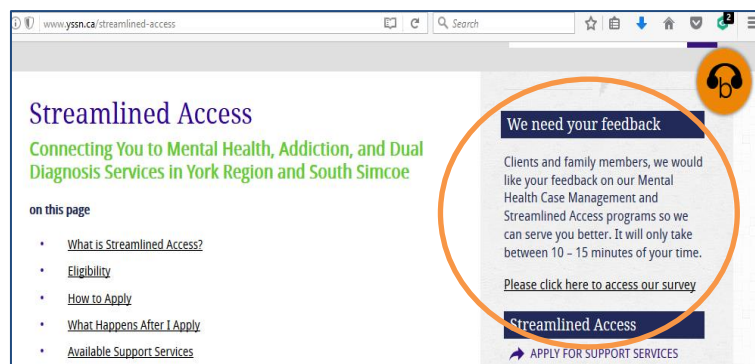 www.yssn.ca/streamlined-access
Search
2
b
Streamlined Access
Connecting You to Mental Health, Addiction, and Dual
Diagnosis Services in York Region and South Simcoe
on this page
• What is Streamlined Access?
• Eligibility
• How to Apply
• What Happens After I Apply
• Available Support Services
We need your feedback
Clients and family members, we would
like your feedback on our Mental
Health Case Management and
Streamlined Access programs so we
can serve you better. It will only take
between 10 – 15 minutes of your time.
Please click here to access our survey
Streamlined Access
APPLY FOR SUPPORT SERVICES